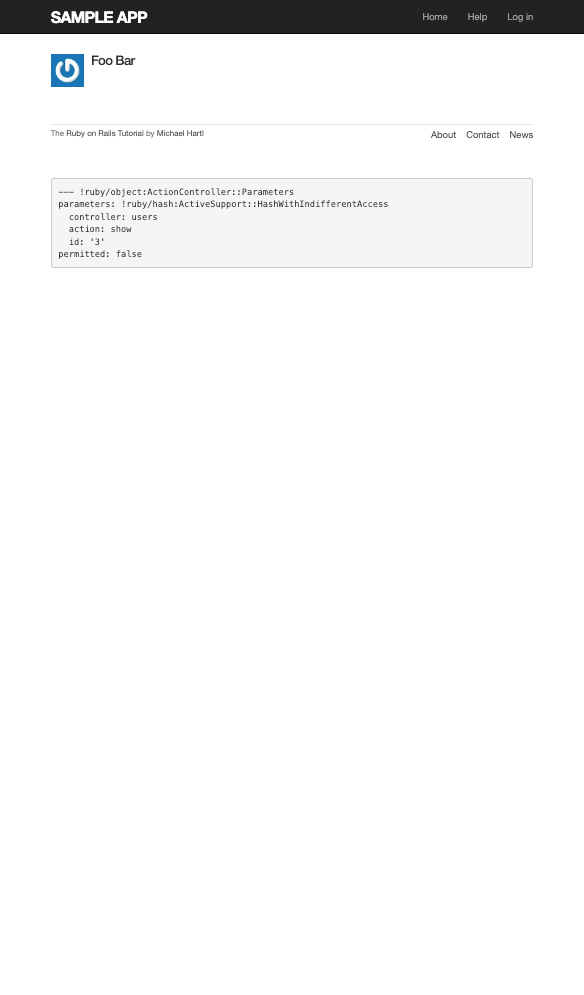 SAMPLE APP Home Help Log in
Foo Bar
The Ruby on Rails Tutorial by Michael Hartl About Contact News
--- !ruby/object:ActionController::Parameters
parameters: !ruby/hash:ActiveSupport::HashWithIndifferentAccess
  controller: users
  action: show
  id: '3'
permitted: false